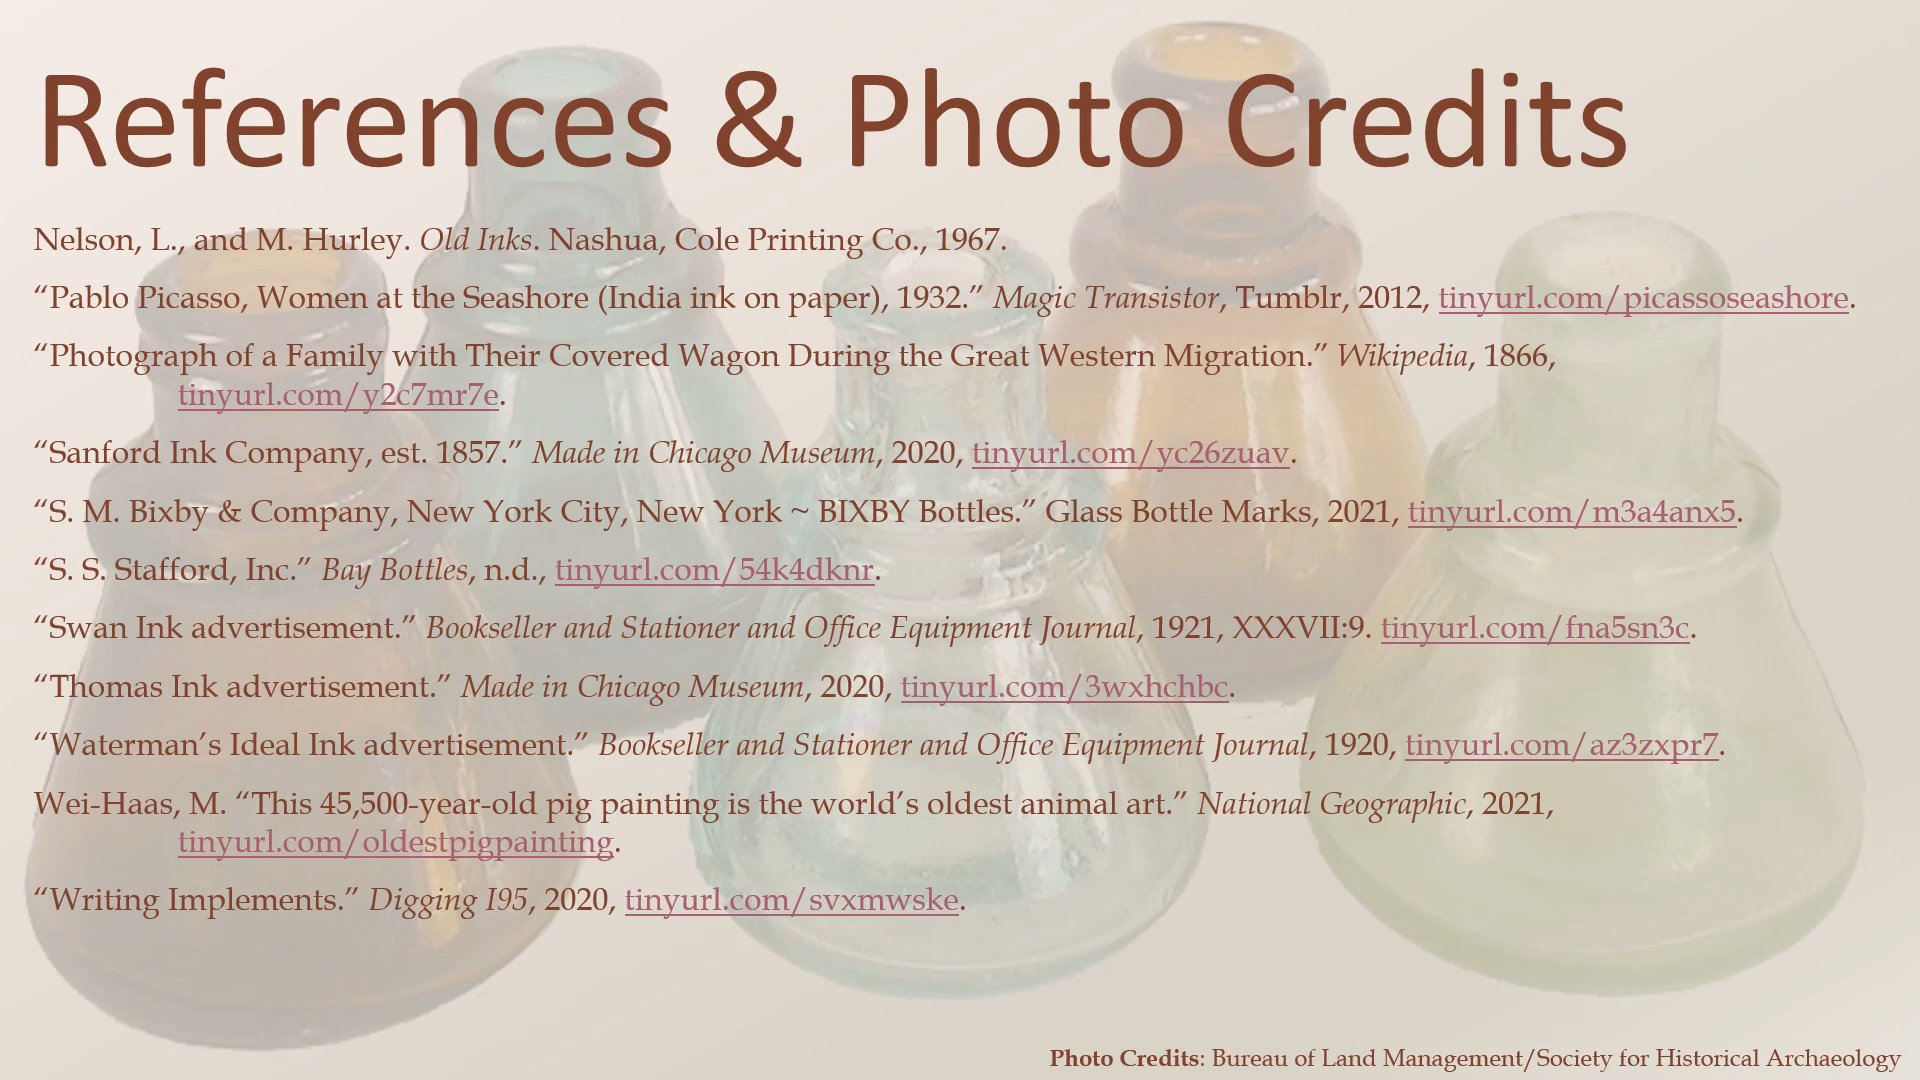 References & Photo Credits
Nelson, L., and M. Hurley. Old Inks. Nashua, Cole Printing Co., 1967.
“Pablo Picasso, Women at the Seashore (India ink on paper), 1932.” Magic Transistor, Tumblr, 2012, tinyurl.com/picassoseashore.
“Photograph of a Family with Their Covered Wagon During the Great Western Migration.” Wikipedia, 1866,
tinyurl.com/y2c7mr7e.
“Sanford Ink Company, est. 1857.” Made in Chicago Museum, 2020, tinyurl.com/yc26zuav.
“S. M. Bixby & Company, New York City, New York ~ BIXBY Bottles.” Glass Bottle Marks, 2021, tinyurl.com/m3a4anx5.
“S. S. Stafford, Inc.” Bay Bottles, n.d., tinyurl.com/54k4dknr.
“Swan Ink advertisement.” Bookseller and Stationer and Office Equipment Journal, 1921, XXXVII:9. tinyurl.com/fna5sn3c.
“Thomas Ink advertisement.” Made in Chicago Museum, 2020, tinyurl.com/3wxhchbc.
“Waterman’s Ideal Ink advertisement.” Bookseller and Stationer and Office Equipment Journal, 1920, tinyurl.com/az3zxpr7.
Wei-Haas, M. “This 45,500-year-old pig painting is the world’s oldest animal art.” National Geographic, 2021,
tinyurl.com/oldestpigpainting.
“Writing Implements.” Digging I95, 2020, tinyurl.com/svxmwske.
Photo Credits: Bureau of Land Management/Society for Historical Archaeology